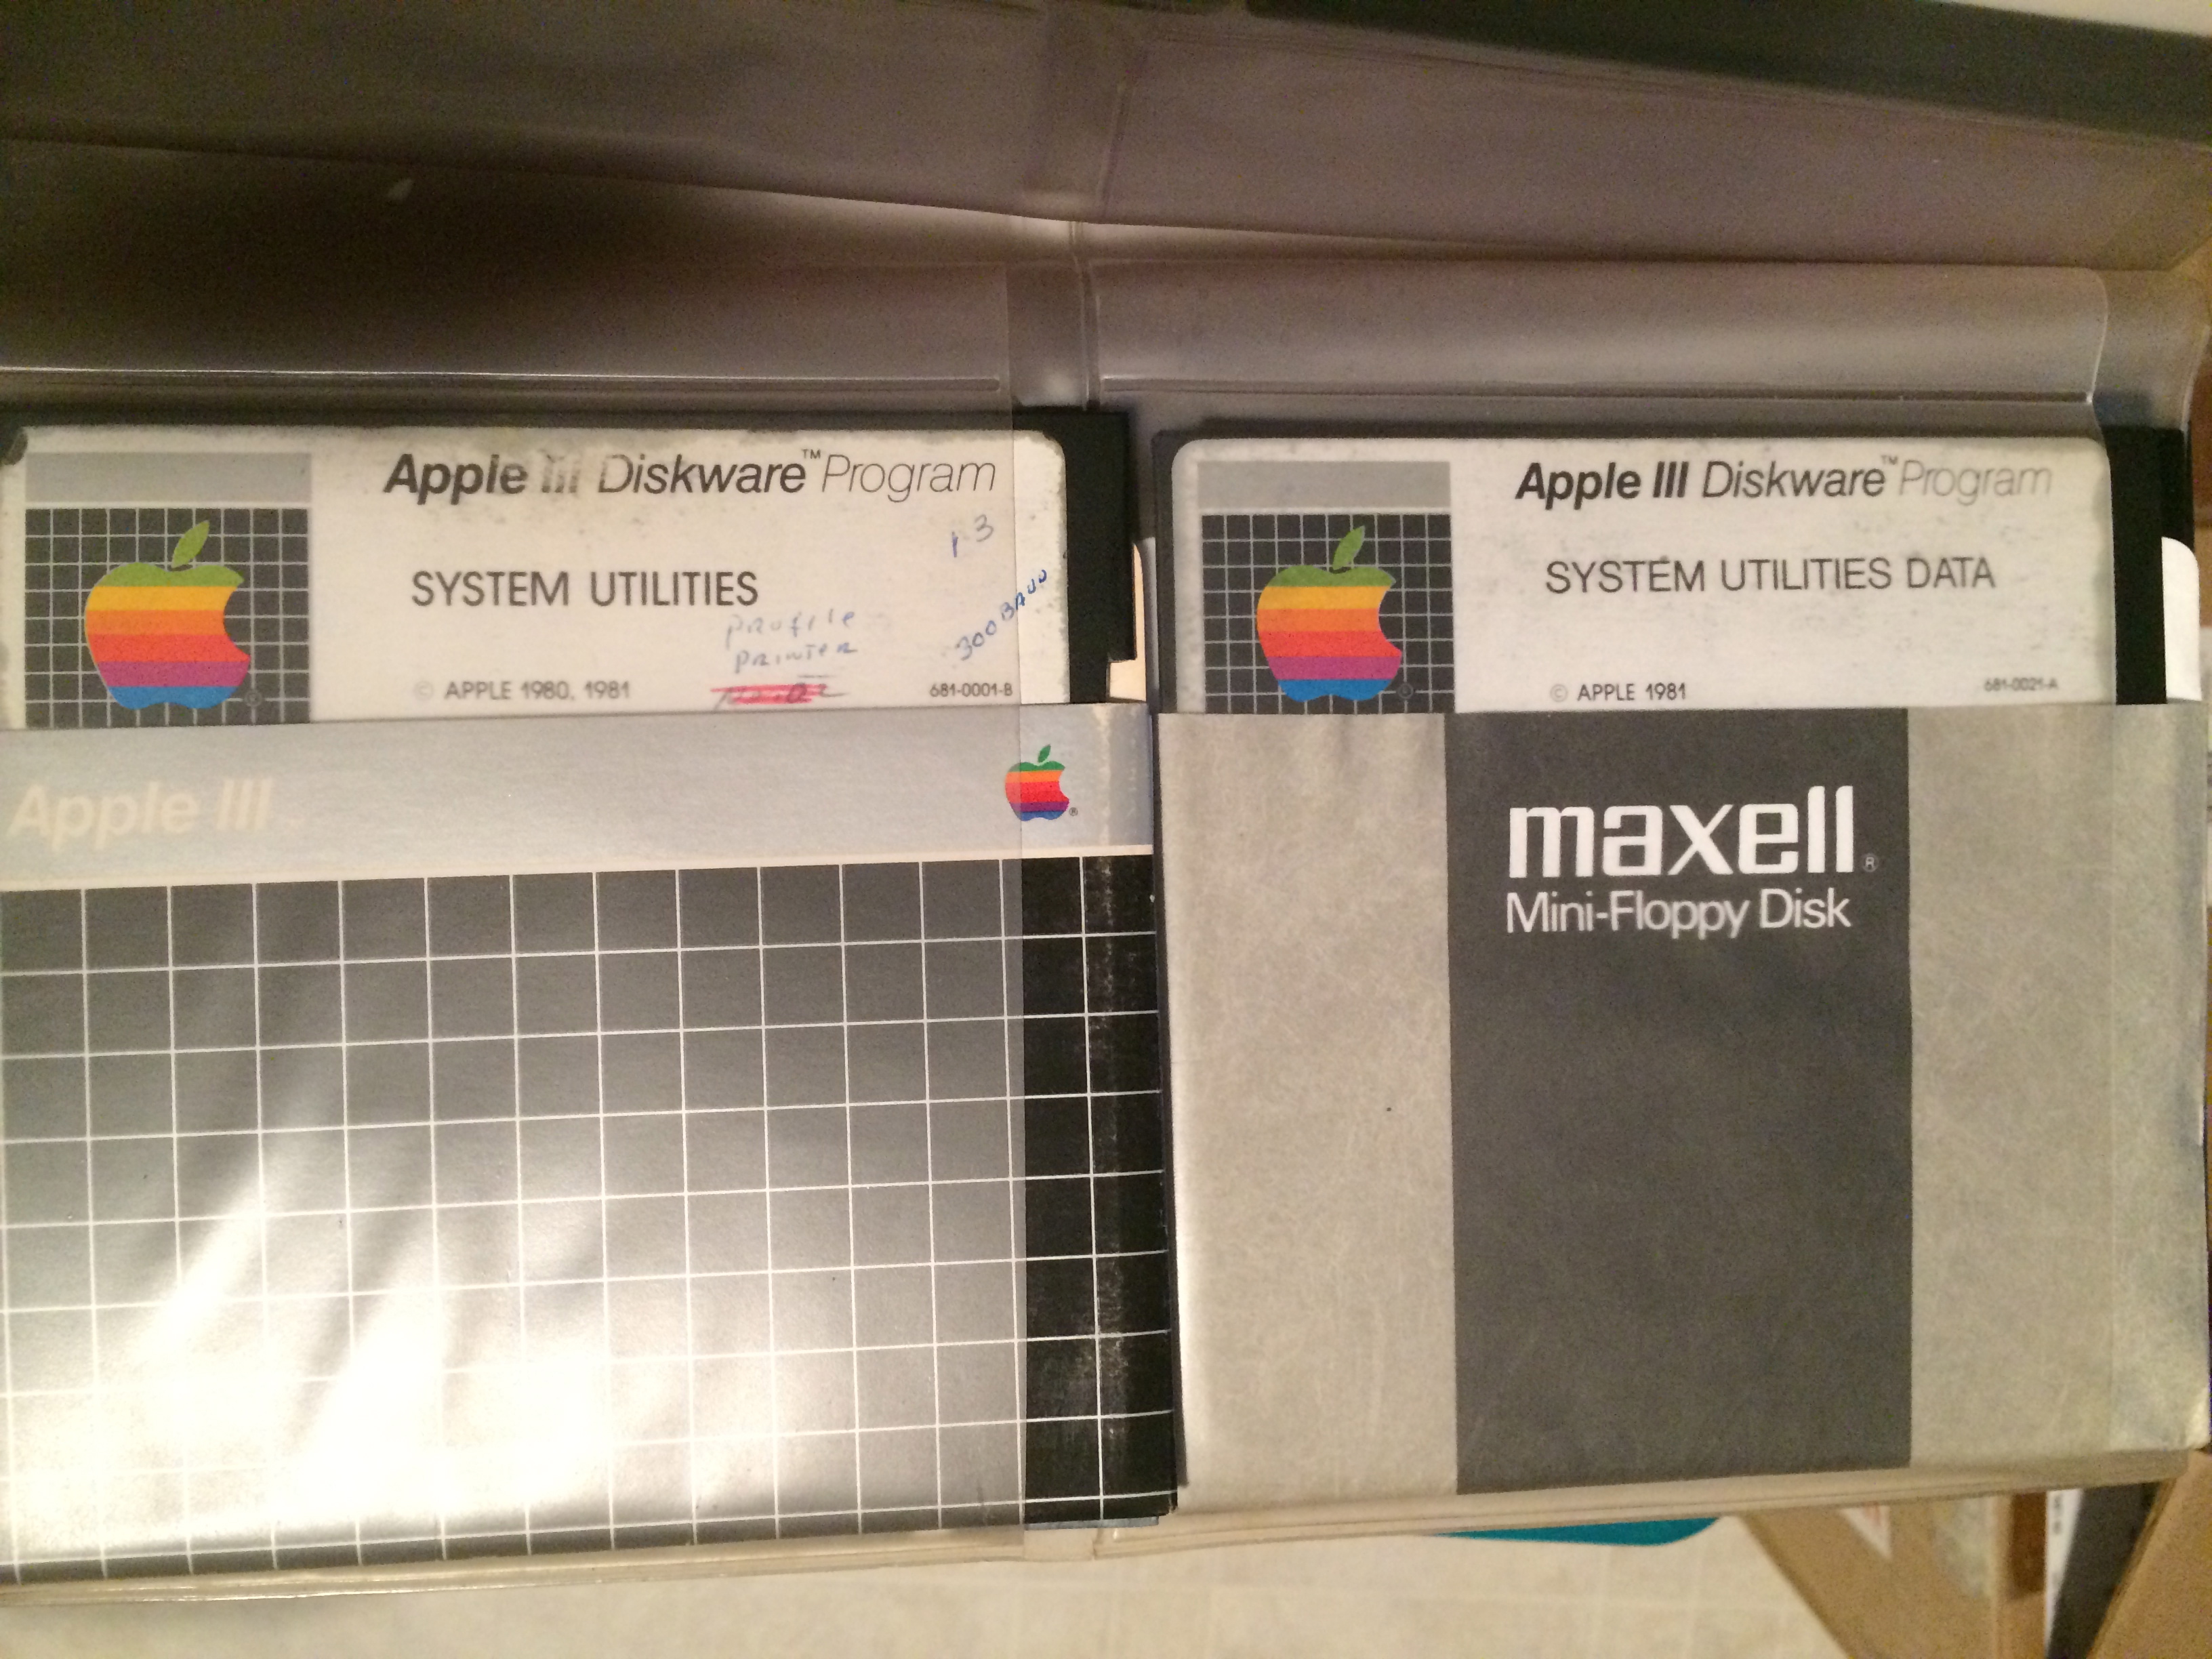 Apple III Diskware™ Program
1 3
SYSTEM UTILITIES
profile
printer
300 BAUD
© APPLE 1980, 1981
681-0001-B
Apple III
®
Apple III Diskware™ Program
SYSTEM UTILITIES DATA
© APPLE 1981
681-0021-A
maxell®
Mini-Floppy Disk